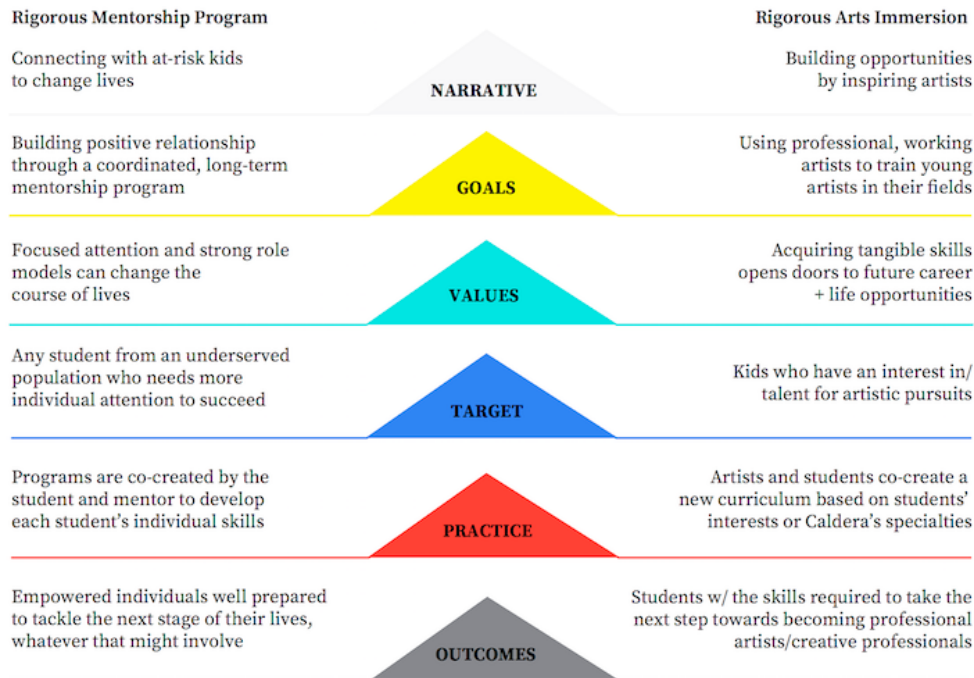 Rigorous Mentorship Program
Rigorous Arts Immersion
Connecting with at-risk kids
to change lives
NARRATIVE
Building opportunities
by inspiring artists
Building positive relationship
through a coordinated, long-term
mentorship program
GOALS
Using professional, working
artists to train young
artists in their fields
Focused attention and strong role
models can change the
course of lives
VALUES
Acquiring tangible skills
opens doors to future career
+ life opportunities
Any student from an underserved
population who needs more
individual attention to succeed
TARGET
Kids who have an interest in/
talent for artistic pursuits
Programs are co-created by the
student and mentor to develop
each student’s individual skills
PRACTICE
Artists and students co-create a
new curriculum based on students’
interests or Caldera’s specialties
Empowered individuals well prepared
to tackle the next stage of their lives,
whatever that might involve
OUTCOMES
Students w/ the skills required to take the
next step towards becoming professional
artists/creative professionals